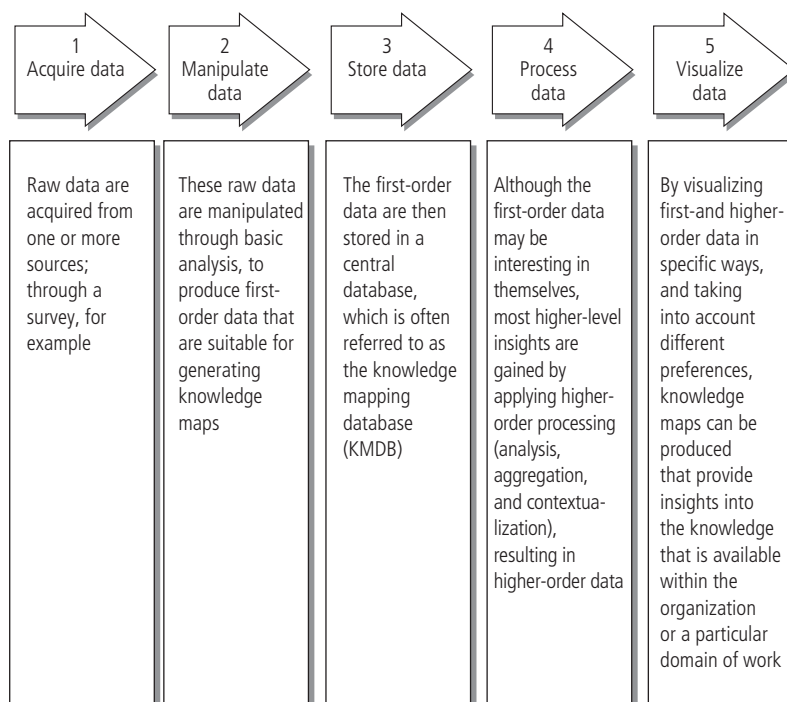 1
Acquire data
2
Manipulate
data
3
Store data
4
Process
data
5
Visualize
data
Raw data are
acquired from
one or more
sources;
through a
survey, for
example
These raw data
are manipulated
through basic
analysis, to
produce first-
order data that
are suitable for
generating
knowledge
maps
The first-order
data are then
stored in a
central
database,
which is often
referred to as
the knowledge
mapping
database
(KMDB)
Although the
first-order data
may be
interesting in
themselves,
most higher-level
insights are
gained by
applying higher-
order processing
(analysis,
aggregation,
and contextua-
lization),
resulting in
higher-order data
By visualizing
first-and higher-
order data in
specific ways,
and taking
into account
different
preferences,
knowledge
maps can be
produced
that provide
insights into
the knowledge
that is available
within the
organization
or a particular
domain of work